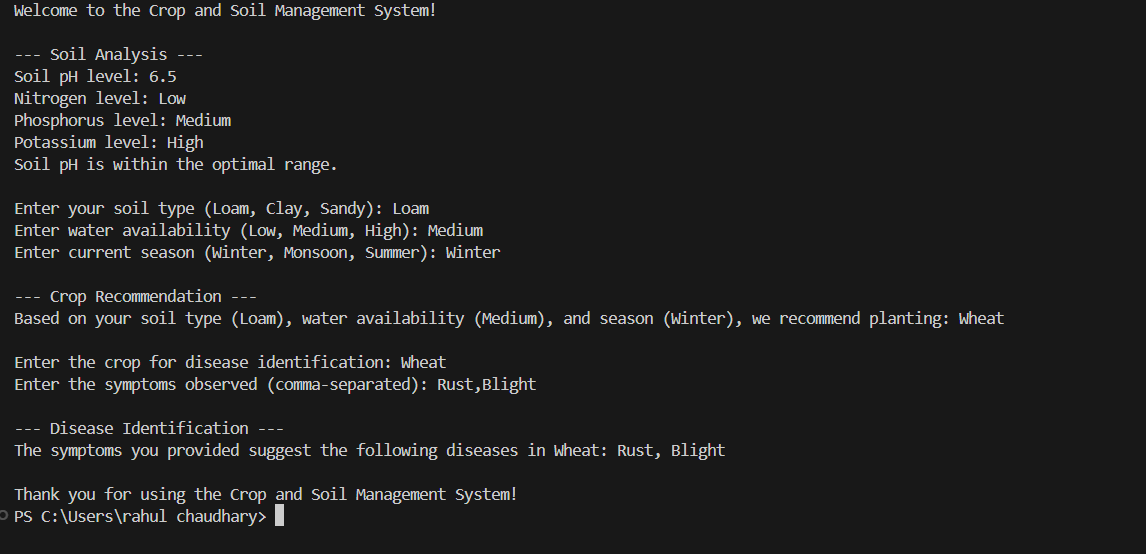 Welcome to the Crop and Soil Management System!
--- Soil Analysis ---
Soil pH level: 6.5
Nitrogen level: Low
Phosphorus level: Medium
Potassium level: High
Soil pH is within the optimal range.
Enter your soil type (Loam, Clay, Sandy): Loam
Enter water availability (Low, Medium, High): Medium
Enter current season (Winter, Monsoon, Summer): Winter
--- Crop Recommendation ---
Based on your soil type (Loam), water availability (Medium), and season (Winter), we recommend planting: Wheat
Enter the crop for disease identification: Wheat
Enter the symptoms observed (comma-separated): Rust,Blight
--- Disease Identification ---
The symptoms you provided suggest the following diseases in Wheat: Rust, Blight
Thank you for using the Crop and Soil Management System!
PS C:\Users\rahul chaudhary>